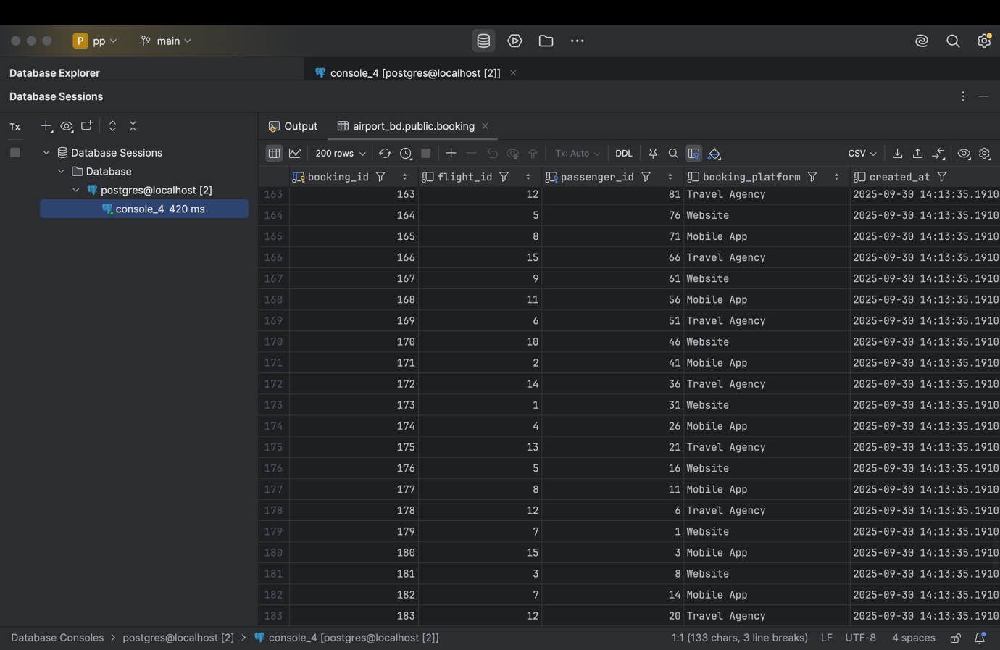 P pp main
Database Explorer
console_4 [postgres@localhost [2]]
Database Sessions
Tx
Output airport_bd.public.booking
Database Sessions
Database
postgres@localhost [2]
console_4 420 ms
200 rows Tx: Auto DDL CSV
booking_id flight_id passenger_id booking_platform created_at
163 163 12 81 Travel Agency 2025-09-30 14:13:35.1910
164 164 5 76 Website 2025-09-30 14:13:35.1910
165 165 8 71 Mobile App 2025-09-30 14:13:35.1910
166 166 15 66 Travel Agency 2025-09-30 14:13:35.1910
167 167 9 61 Website 2025-09-30 14:13:35.1910
168 168 11 56 Mobile App 2025-09-30 14:13:35.1910
169 169 6 51 Travel Agency 2025-09-30 14:13:35.1910
170 170 10 46 Website 2025-09-30 14:13:35.1910
171 171 2 41 Mobile App 2025-09-30 14:13:35.1910
172 172 14 36 Travel Agency 2025-09-30 14:13:35.1910
173 173 1 31 Website 2025-09-30 14:13:35.1910
174 174 4 26 Mobile App 2025-09-30 14:13:35.1910
175 175 13 21 Travel Agency 2025-09-30 14:13:35.1910
176 176 5 16 Website 2025-09-30 14:13:35.1910
177 177 8 11 Mobile App 2025-09-30 14:13:35.1910
178 178 12 6 Travel Agency 2025-09-30 14:13:35.1910
179 179 7 1 Website 2025-09-30 14:13:35.1910
180 180 15 3 Mobile App 2025-09-30 14:13:35.1910
181 181 3 8 Website 2025-09-30 14:13:35.1910
182 182 7 14 Mobile App 2025-09-30 14:13:35.1910
183 183 12 20 Travel Agency 2025-09-30 14:13:35.1910
Database Consoles > postgres@localhost [2] > console_4 [postgres@localhost [2]] 1:1 (133 chars, 3 line breaks) LF UTF-8 4 spaces